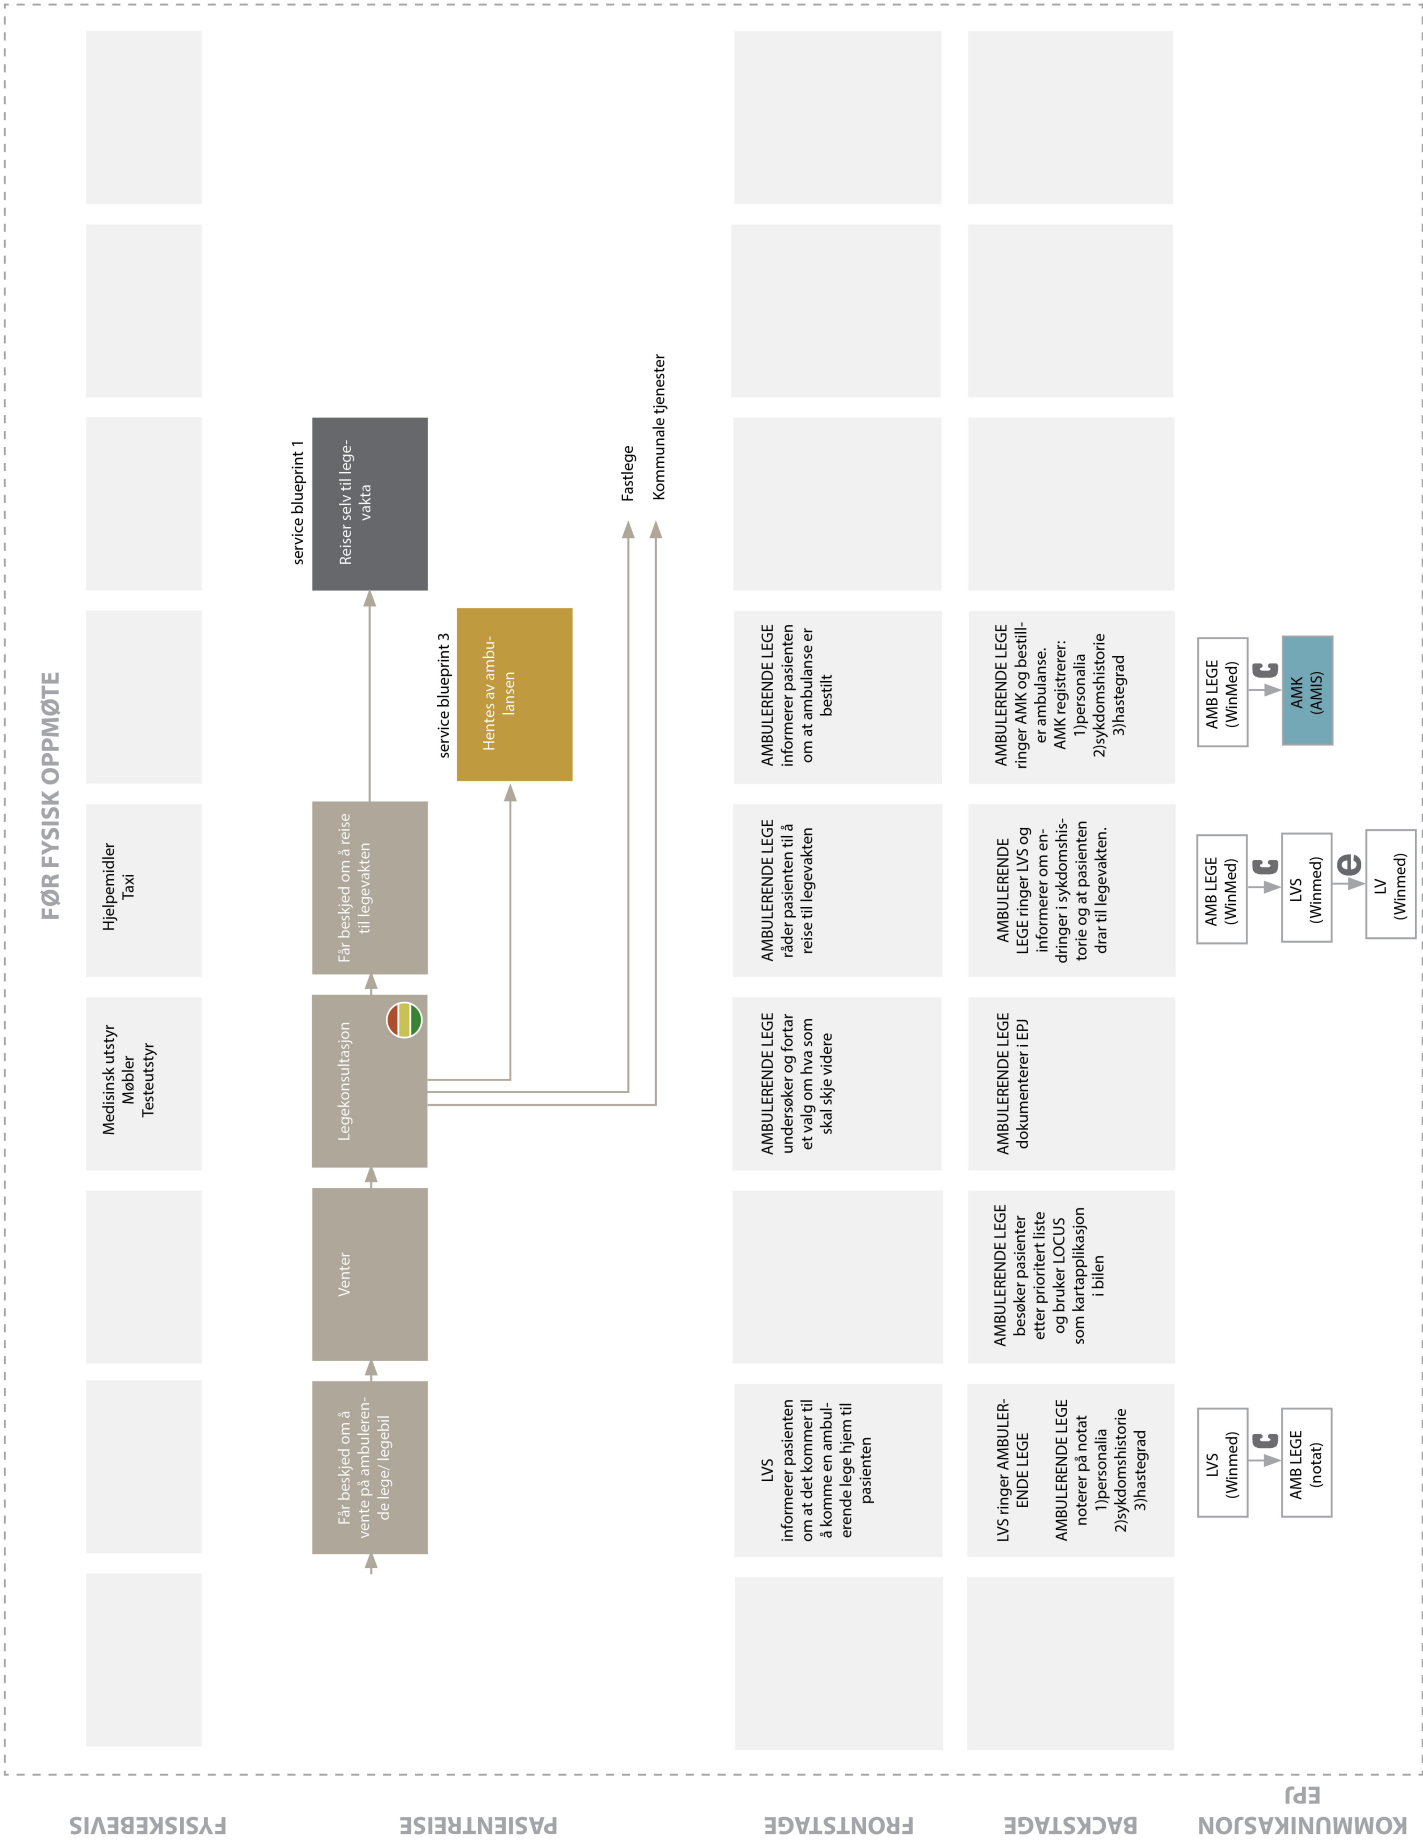 FØR FYSISK OPPMØTE
FYSISKEBEVIS
Medisinsk utstyr
Møbler
Testeutstyr
Hjelpemidler
Taxi
PASIENTREISE
Får beskjed om å
vente på ambuleren-
de lege/ legebil
Venter
Legekonsultasjon
Får beskjed om å reise
til legevakten
service blueprint 1
Reiser selv til lege-
vakta
service blueprint 3
Hentes av ambu-
lansen
Fastlege
Kommunale tjenester
FRONTSTAGE
LVS
informerer pasienten
om at det kommer til
å komme en ambul-
erende lege hjem til
pasienten
AMBULERENDE LEGE
undersøker og fortar
et valg om hva som
skal skje videre
AMBULERENDE LEGE
råder pasienten til å
reise til legevakten
AMBULERENDE LEGE
informerer pasienten
om at ambulanse er
bestilt
BACKSTAGE
LVS ringer AMBULER-
ENDE LEGE
AMBULERENDE LEGE
noterer på notat
1)personalia
2)sykdomshistorie
3)hastegrad
AMBULERENDE LEGE
besøker pasienter
etter prioritert liste
og bruker LOCUS
som kartapplikasjon
i bilen
AMBULERENDE LEGE
dokumenterer i EPJ
AMBULERENDE
LEGE ringer LVS og
informerer om en-
dringer i sykdomshis-
torie og at pasienten
drar til legevakten.
AMBULERENDE LEGE
ringer AMK og bestill-
er ambulanse.
AMK registrerer:
1)personalia
2)sykdomshistorie
3)hastegrad
KOMMUNIKASJON
EPJ
LVS
(Winmed)
c
AMB LEGE
(notat)
AMB LEGE
(WinMed)
c
LVS
(Winmed)
e
LV
(Winmed)
AMB LEGE
(WinMed)
c
AMK
(AMIS)